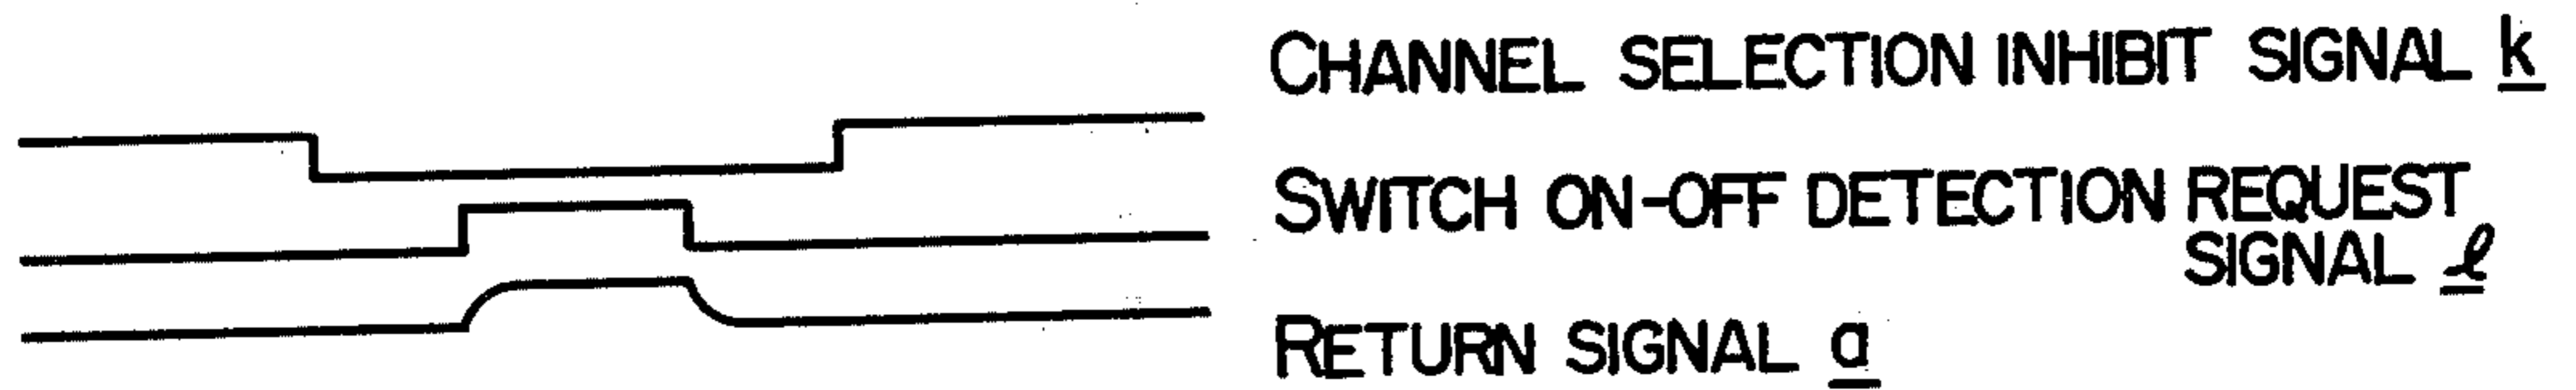 CHANNEL SELECTION INHIBIT SIGNAL k
SWITCH ON-OFF DETECTION REQUEST
SIGNAL ℓ
RETURN SIGNAL a